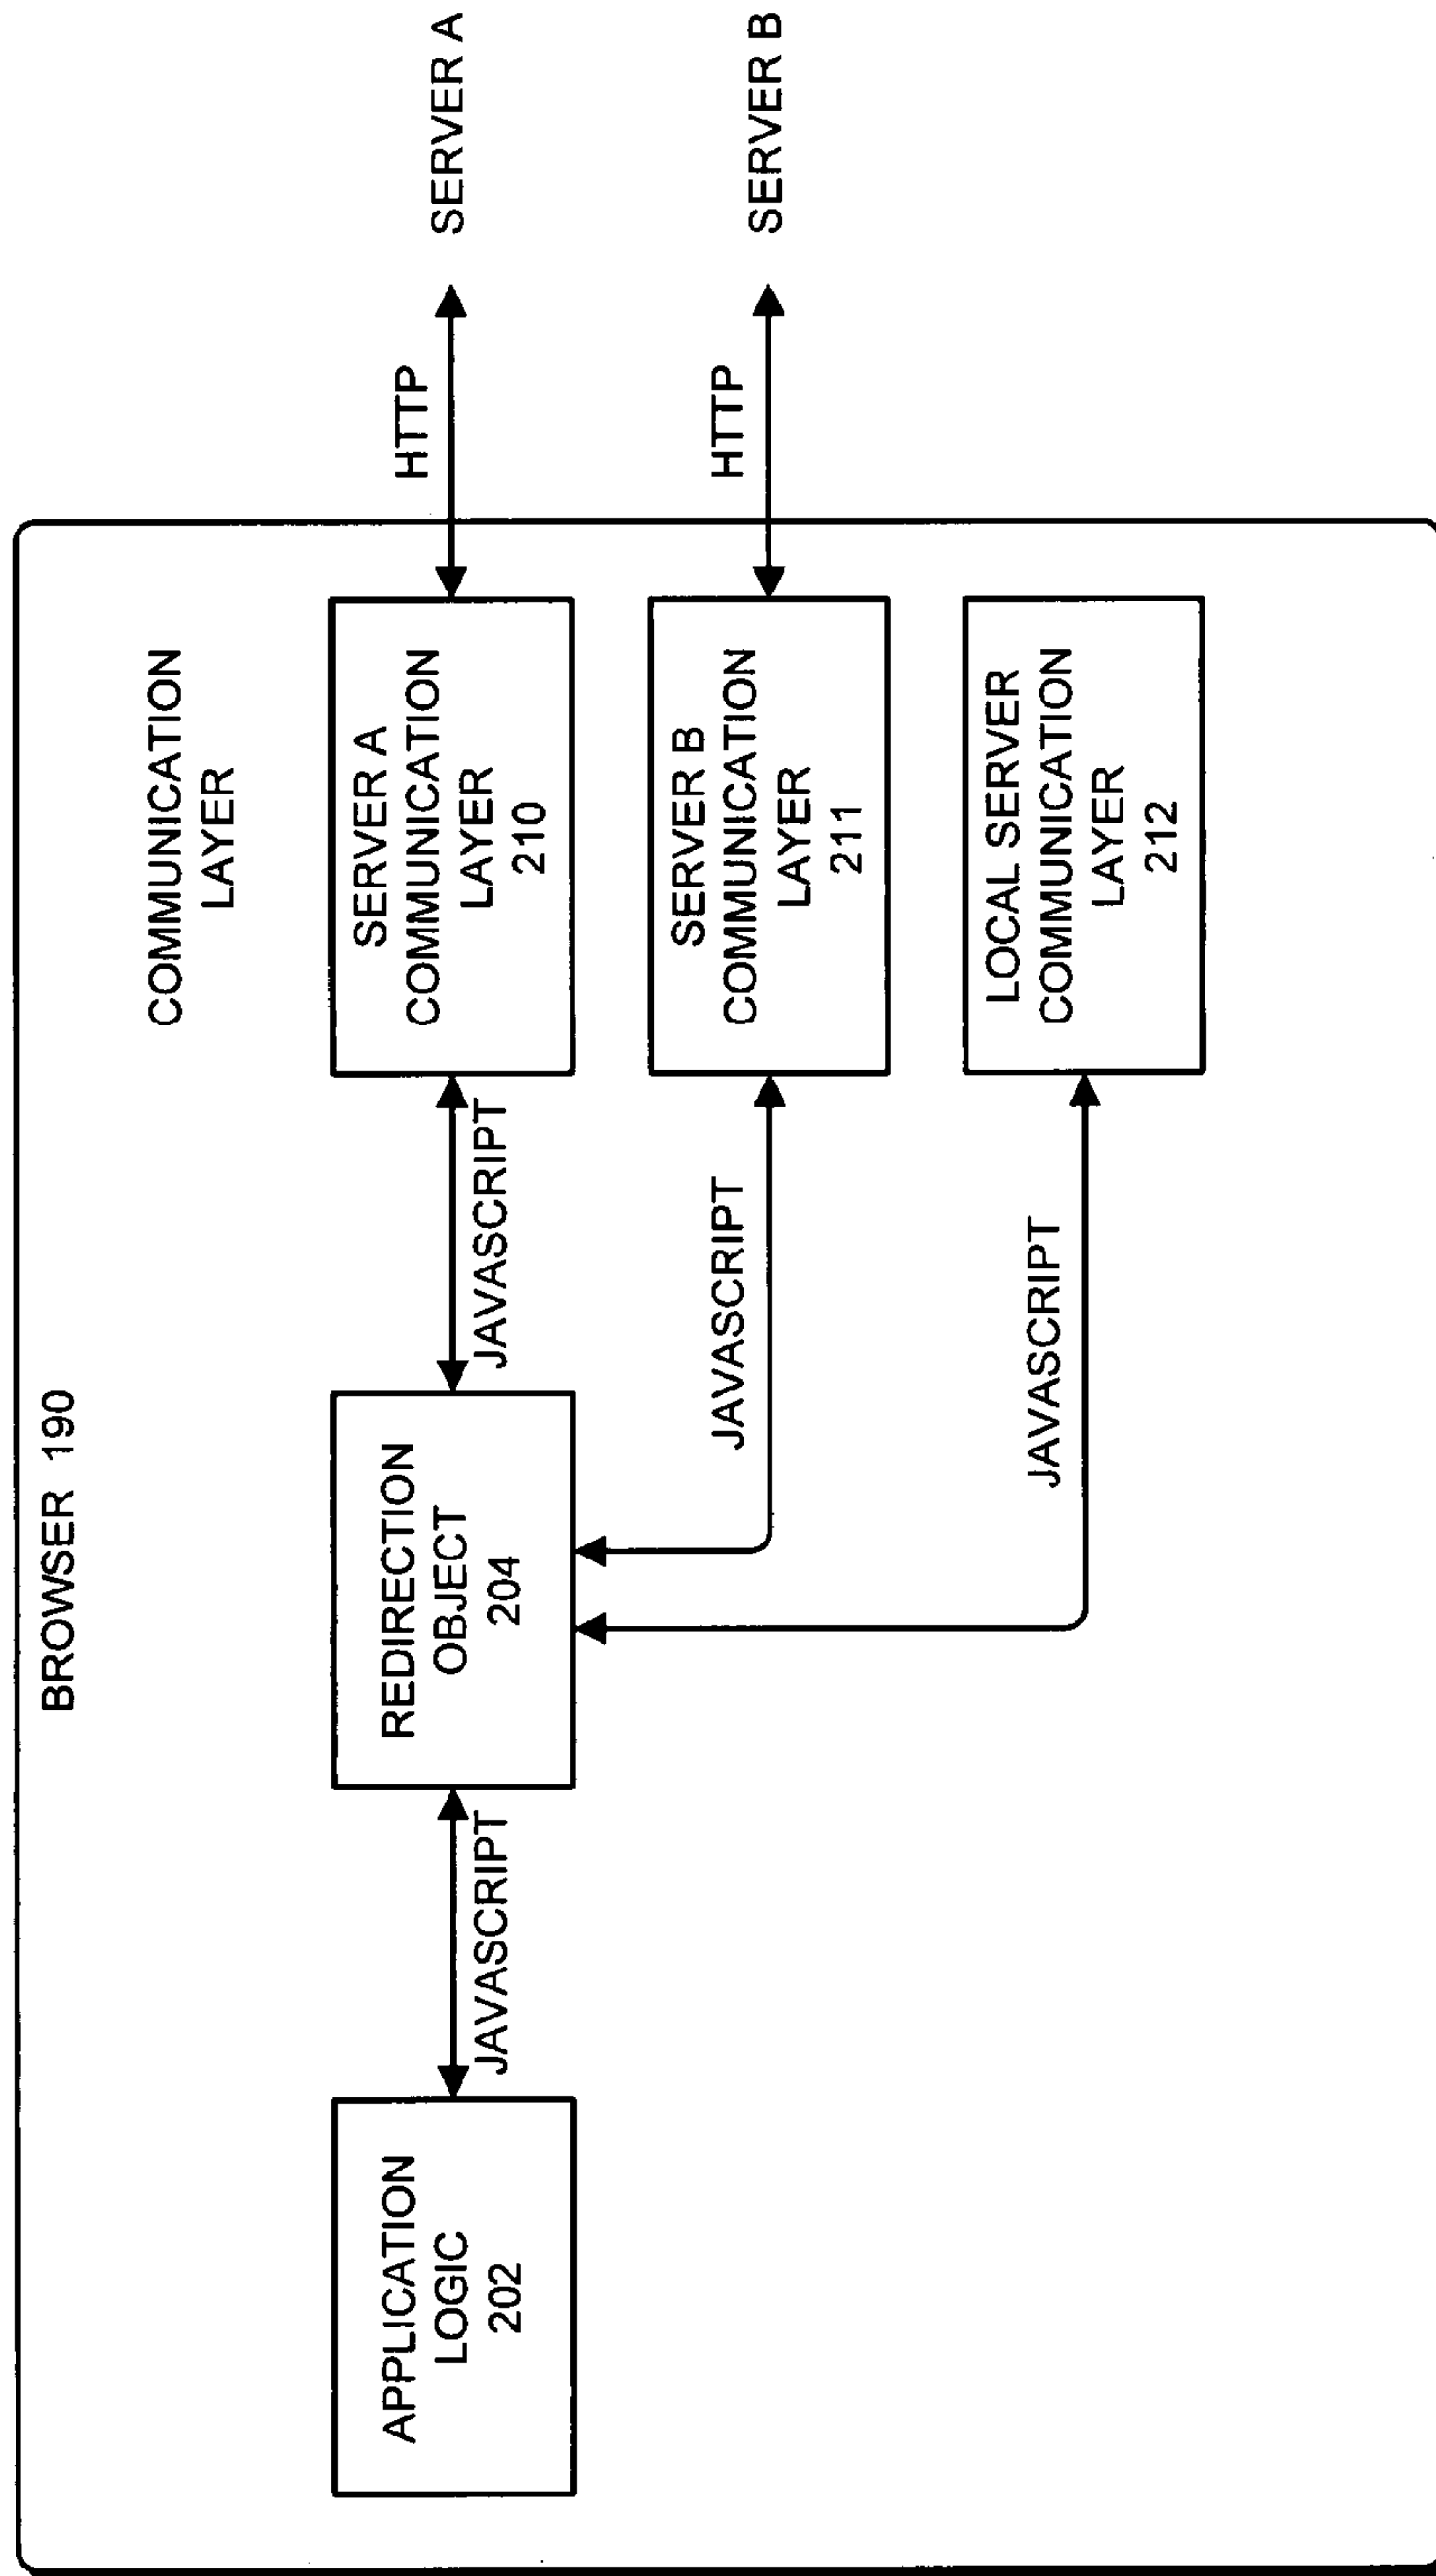 BROWSER 190
COMMUNICATION
LAYER
APPLICATION
LOGIC
202
JAVASCRIPT
REDIRECTION
OBJECT
204
JAVASCRIPT
SERVER A
COMMUNICATION
LAYER
210
HTTP
SERVER A
JAVASCRIPT
SERVER B
COMMUNICATION
LAYER
211
HTTP
SERVER B
JAVASCRIPT
LOCAL SERVER
COMMUNICATION
LAYER
212